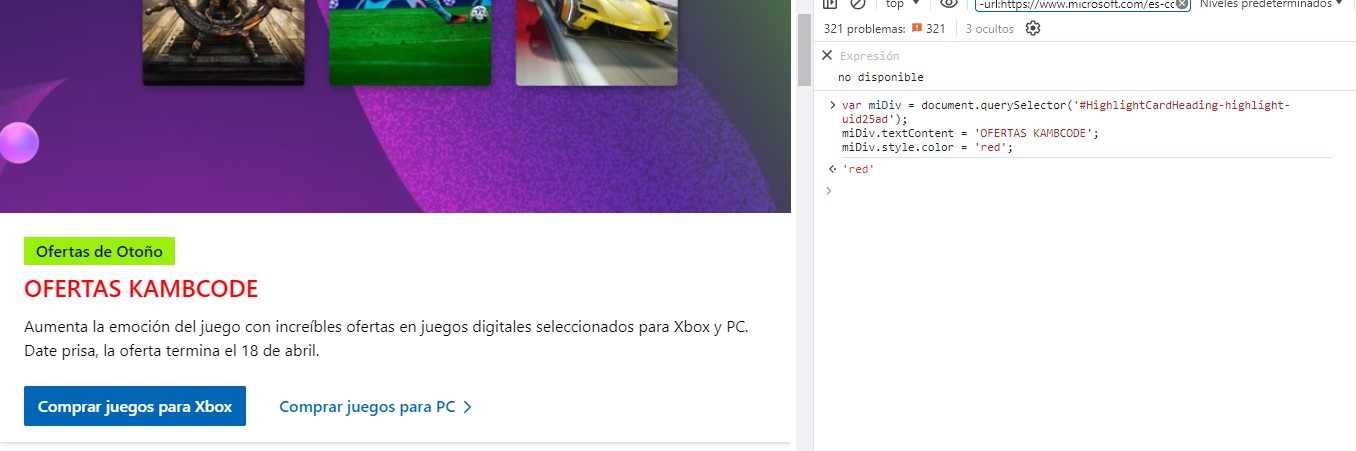 top
-url:https://www.microsoft.com/es-cc
Niveles predeterminados
321 problemas: 321 3 ocultos
Expresión
no disponible
var miDiv = document.querySelector('#HighlightCardHeading-highlight-
uid25ad');
miDiv.textContent = 'OFERTAS KAMBCODE';
miDiv.style.color = 'red';
'red'
Ofertas de Otoño
OFERTAS KAMBCODE
Aumenta la emoción del juego con increíbles ofertas en juegos digitales seleccionados para Xbox y PC.
Date prisa, la oferta termina el 18 de abril.
Comprar juegos para Xbox
Comprar juegos para PC